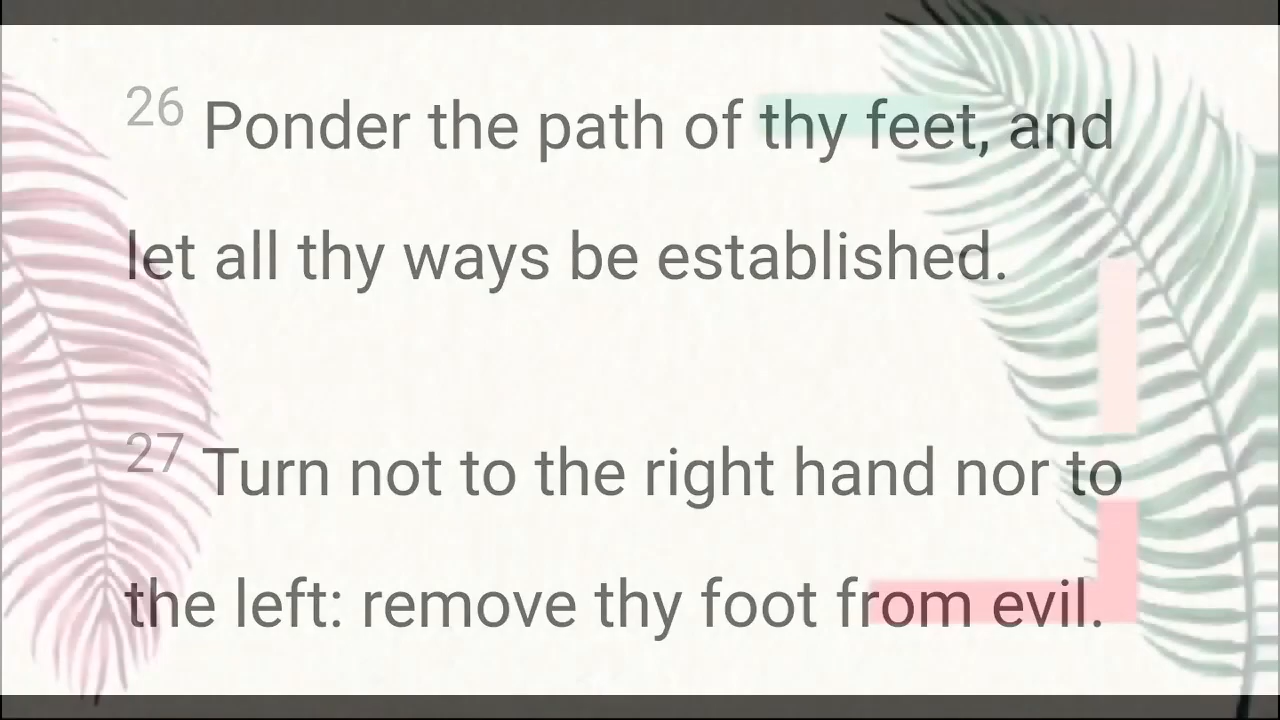 26 Ponder the path of thy feet, and
let all thy ways be established.
27 Turn not to the right hand nor to
the left: remove thy foot from evil.